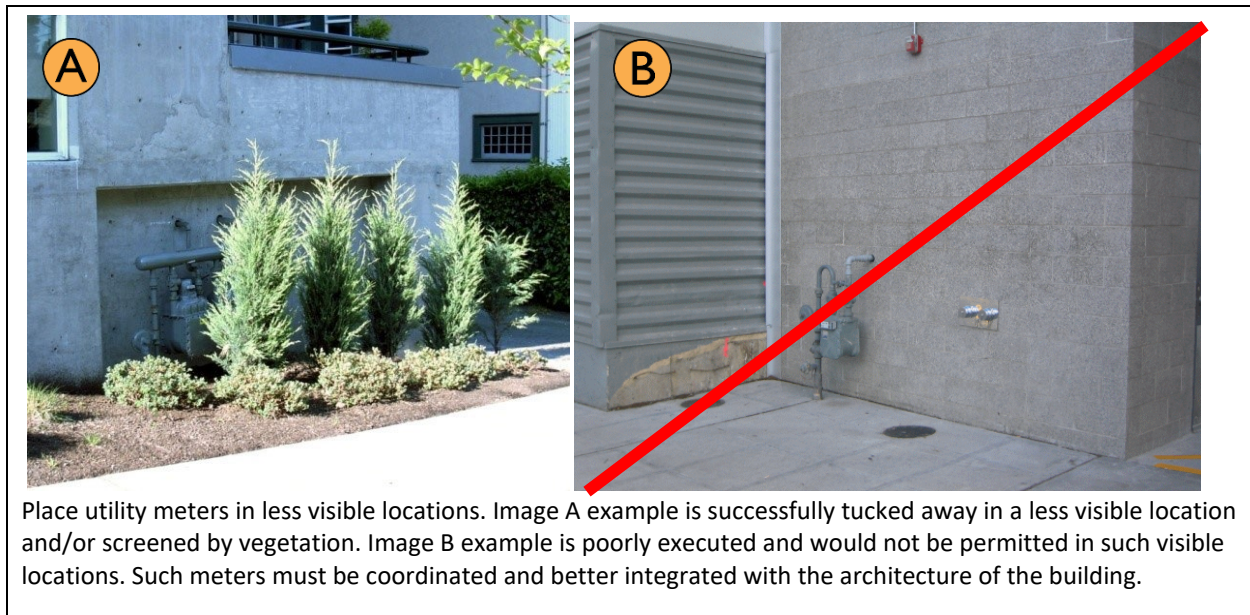 A
B
Place utility meters in less visible locations. Image A example is successfully tucked away in a less visible location
and/or screened by vegetation. Image B example is poorly executed and would not be permitted in such visible
locations. Such meters must be coordinated and better integrated with the architecture of the building.